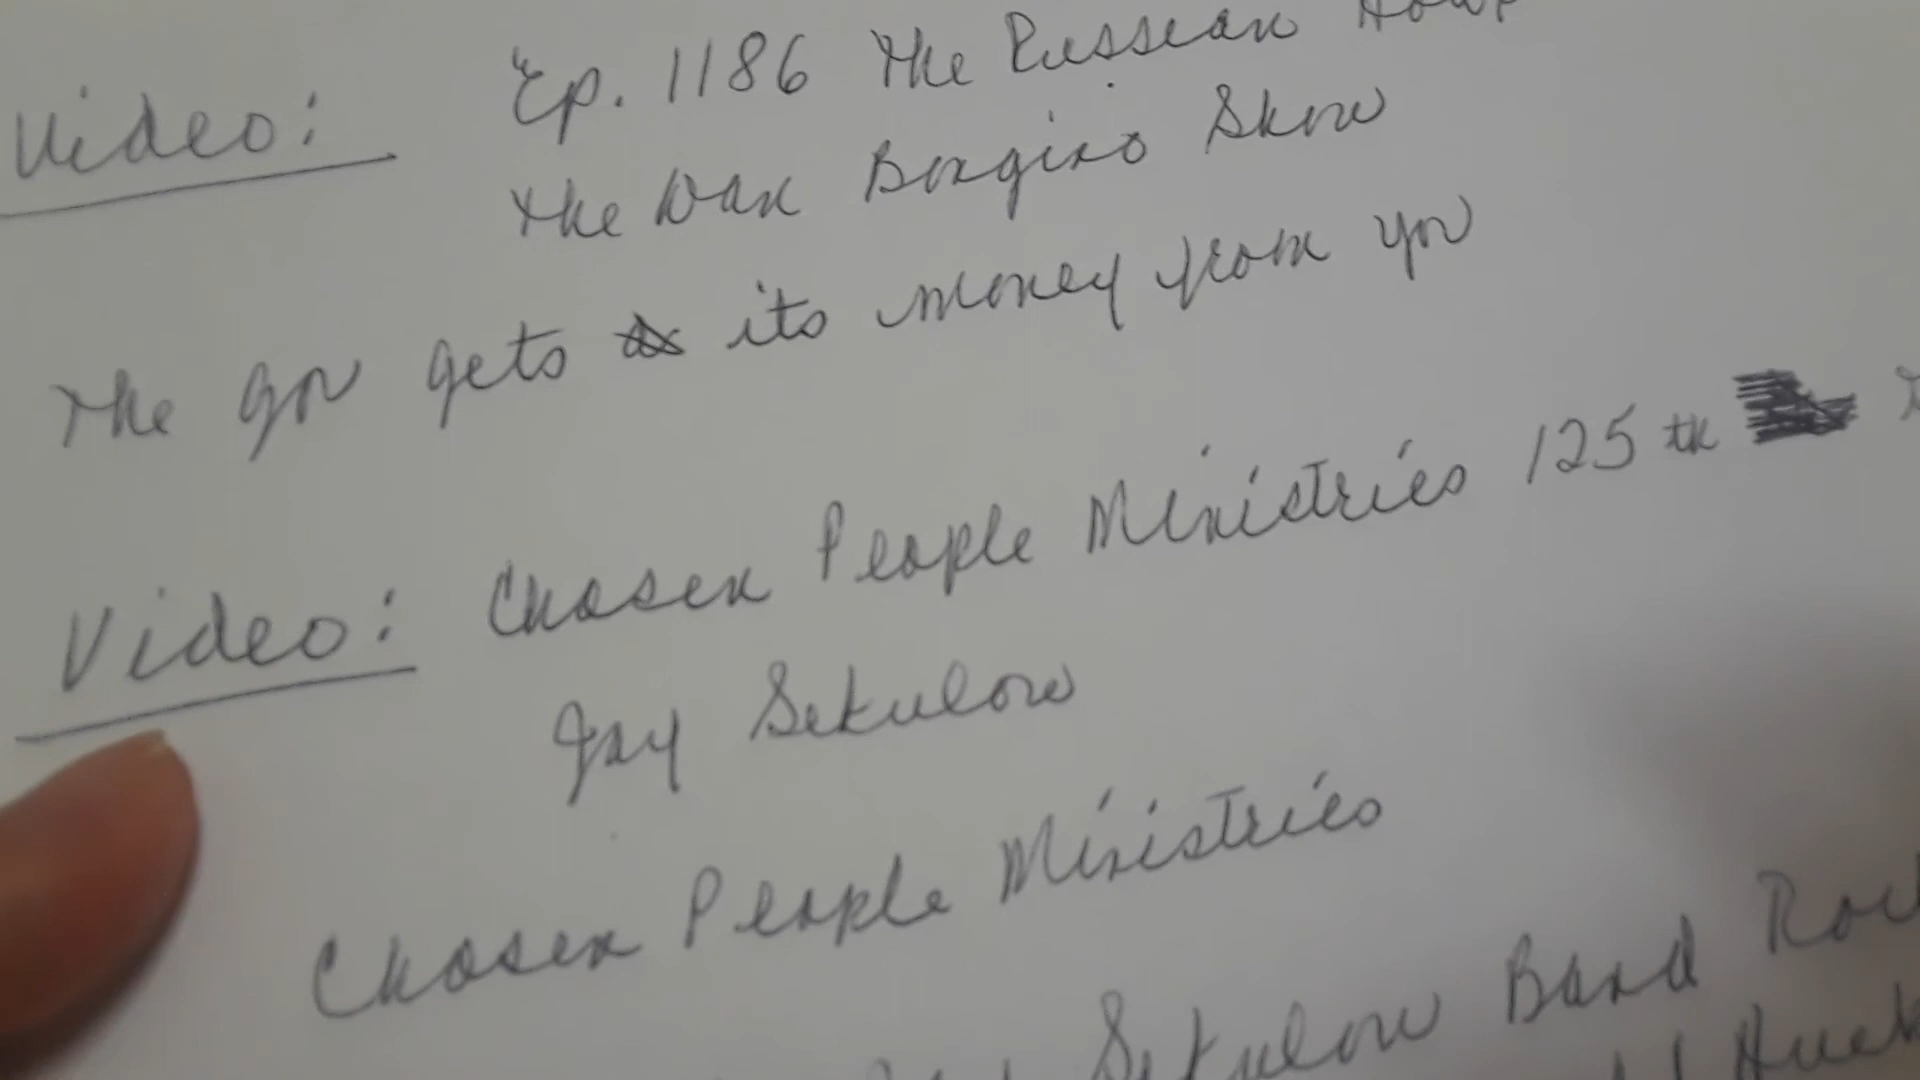 Video: Ep. 1186 The Russian
The Dan Bongino Show
The gov gets its money from you
Video: Chosen People Ministries 125 th
Jay Sekulow
Chosen People Ministries
Sekulow Band